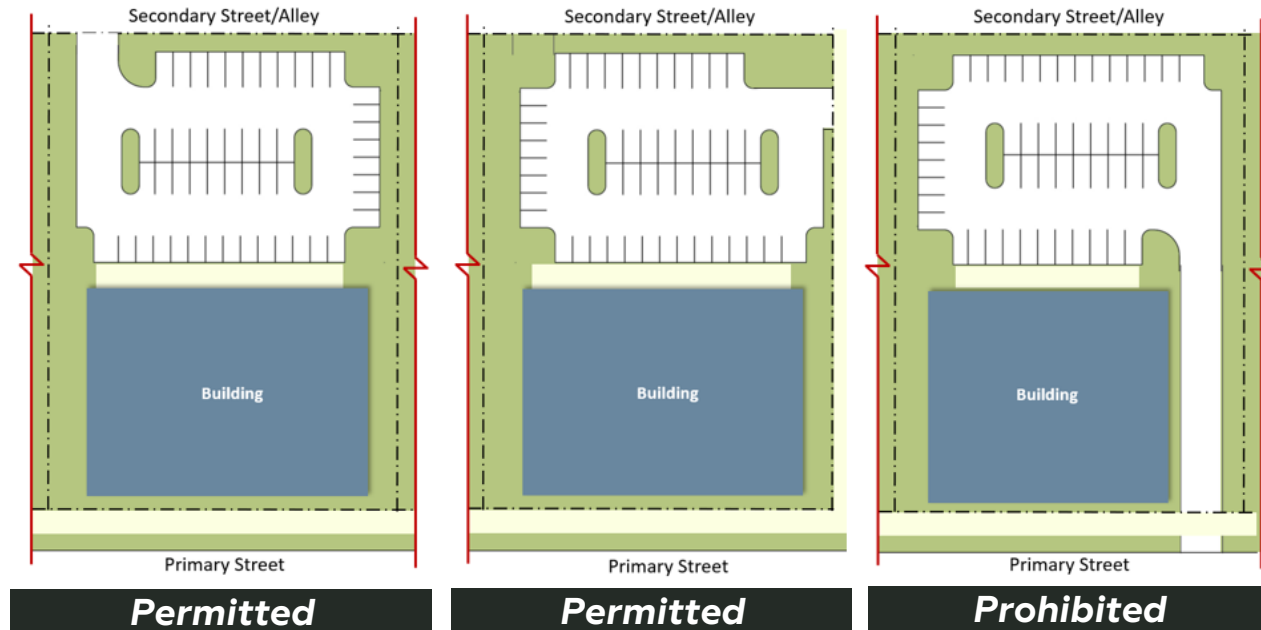 Secondary Street/Alley
Building
Primary Street
Permitted
Secondary Street/Alley
Building
Primary Street
Permitted
Secondary Street/Alley
Building
Primary Street
Prohibited